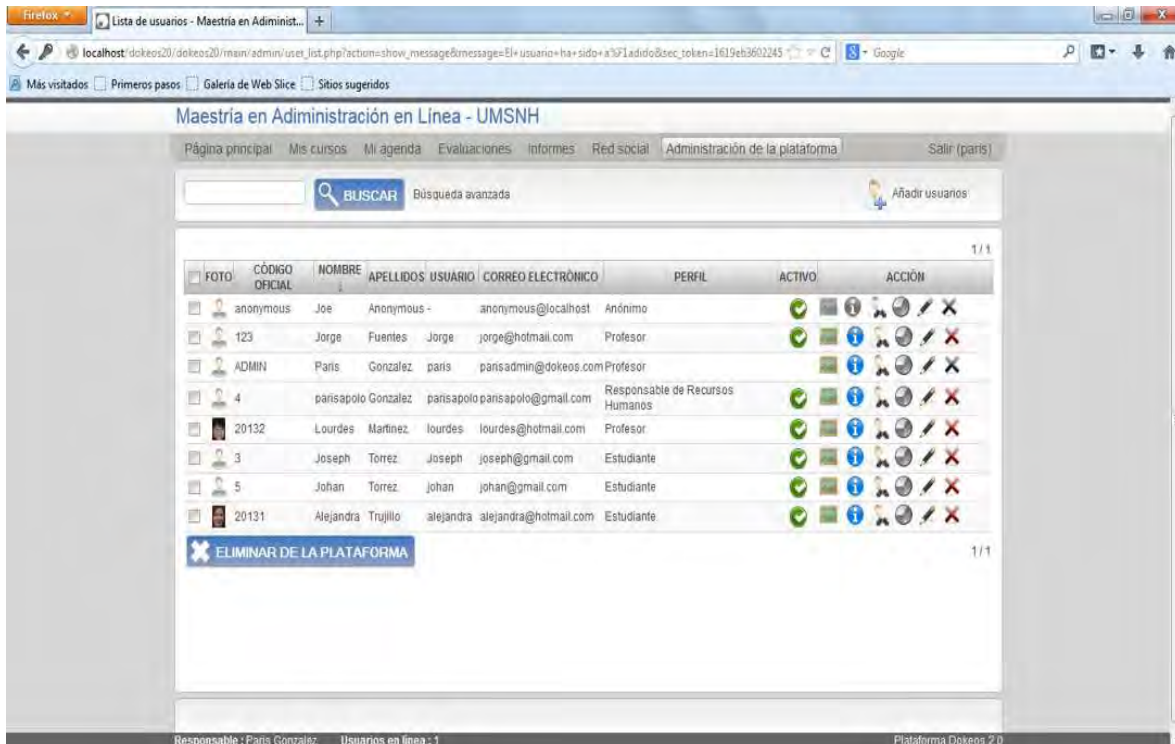 Firefox
Lista de usuarios - Maestria en Adiminist...
localhost/dokeos20/dokeos20/main/admin/user_list.php?action=show_message&message=El+usuario+ha+sido+a%F1adido&sec_token=1619eb3602245
Google
Más visitados Primeros pasos Galería de Web Slice Sitios sugeridos
Maestría en Adiministración en Línea - UMSNH
Página principal Mis cursos Mi agenda Evaluaciones Informes Red social Administración de la plataforma Salir (paris)
BUSCAR Búsqueda avanzada Añadir usuarios
1 / 1
FOTO CÓDIGO OFICIAL NOMBRE ↓ APELLIDOS USUARIO CORREO ELECTRÓNICO PERFIL ACTIVO ACCIÓN
anonymous Joe Anonymous - anonymous@localhost Anónimo
123 Jorge Fuentes Jorge jorge@hotmail.com Profesor
ADMIN Paris Gonzalez paris parisadmin@dokeos.com Profesor
4 parisapolo Gonzalez parisapolo parisapolo@gmail.com Responsable de Recursos Humanos
20132 Lourdes Martinez lourdes lourdes@hotmail.com Profesor
3 Joseph Torrez Joseph joseph@gmail.com Estudiante
5 Johan Torrez johan johan@gmail.com Estudiante
20131 Alejandra Trujillo alejandra alejandra@hotmail.com Estudiante
ELIMINAR DE LA PLATAFORMA 1 / 1
Responsable : Paris Gonzalez Usuarios en línea : 1 Plataforma Dokeos 2.0